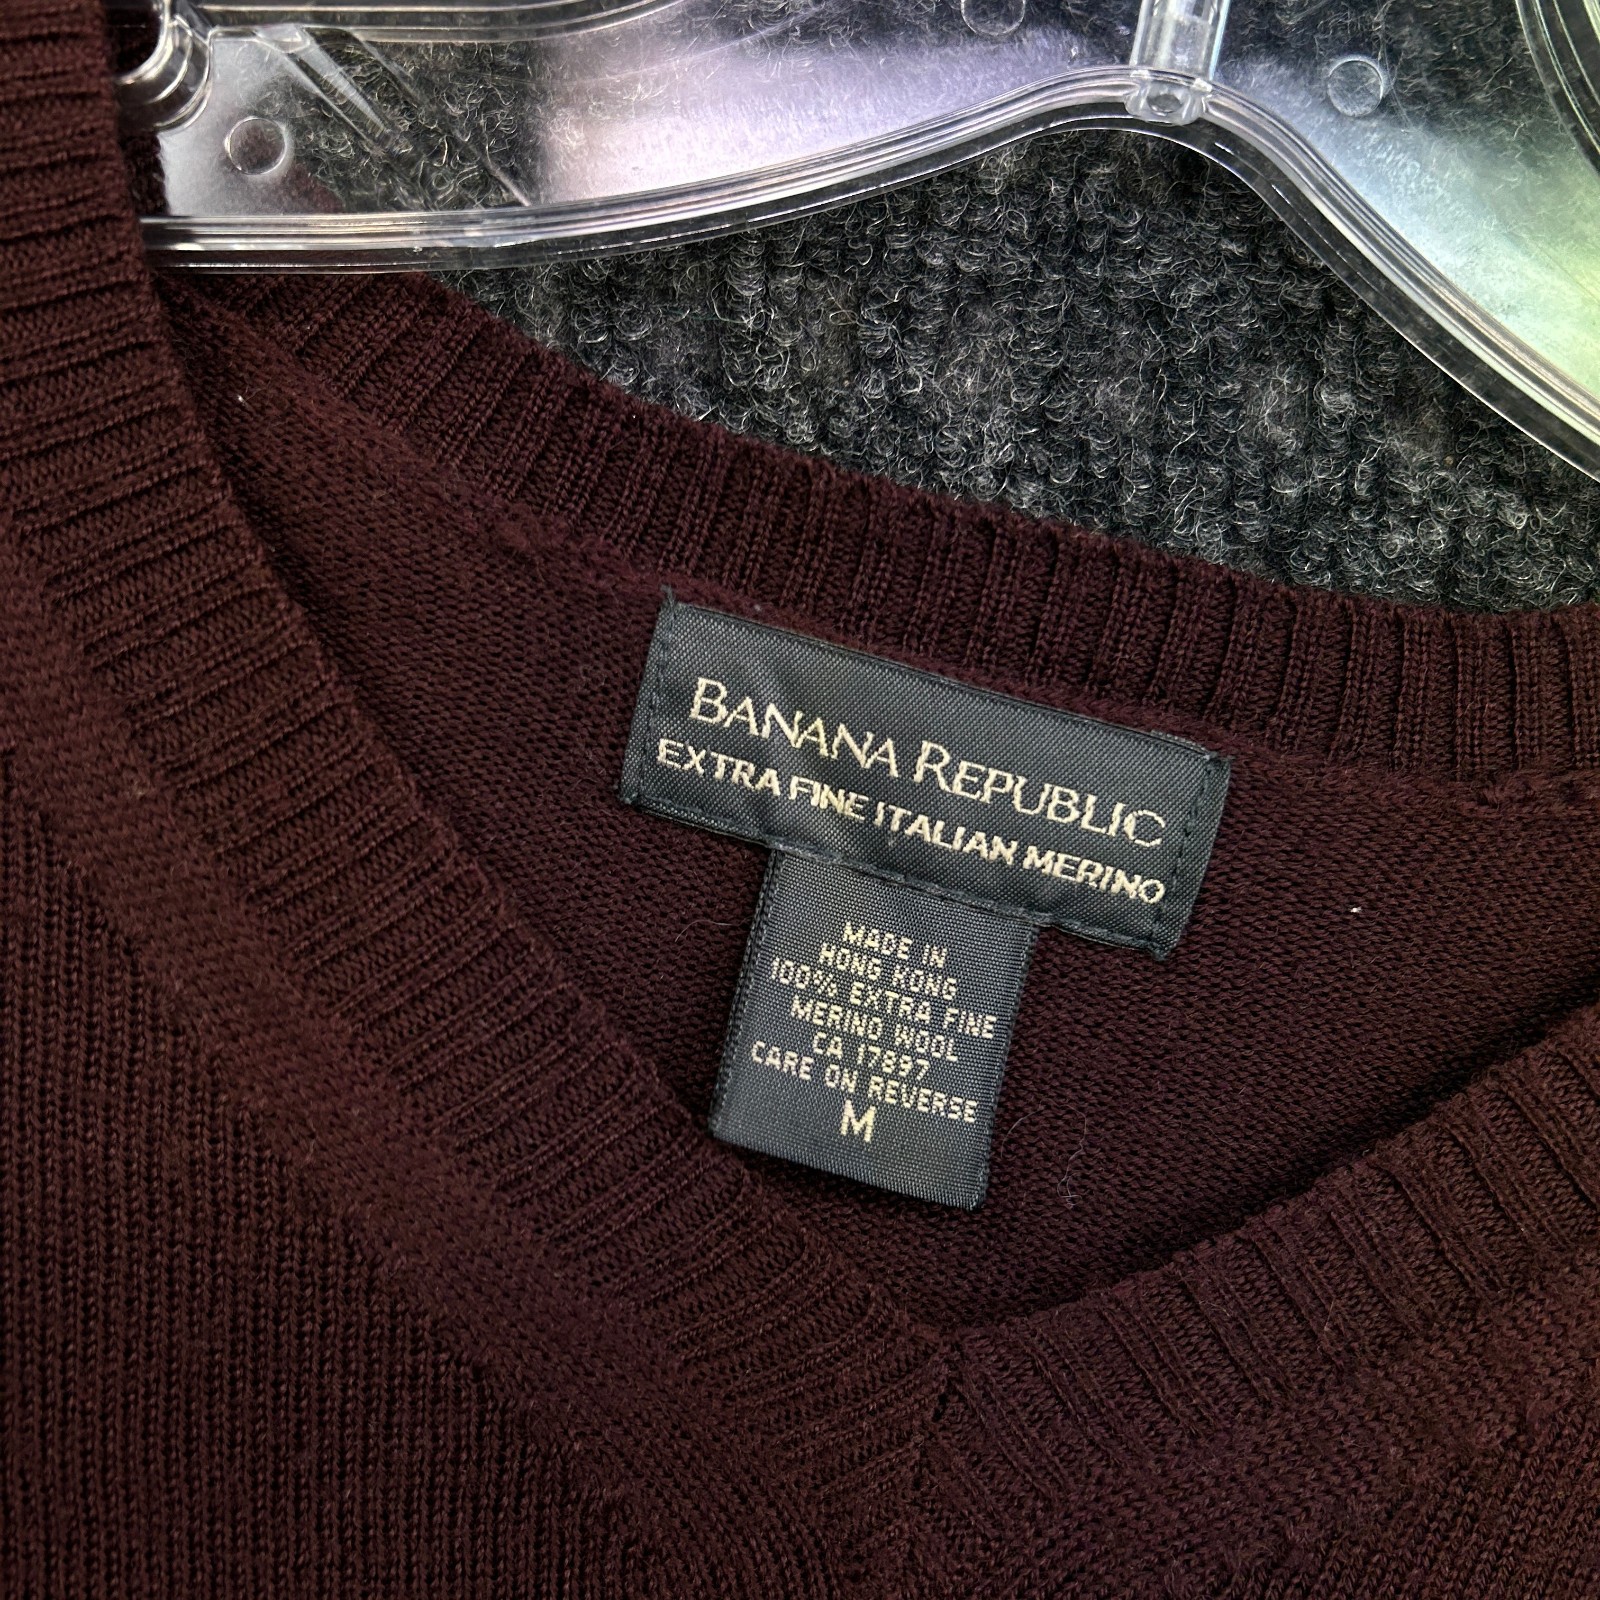 BANANA REPUBLIC
EXTRA FINE ITALIAN MERINO
MADE IN
HONG KONG
100% EXTRA FINE
MERINO WOOL
CA 17897
CARE ON REVERSE
M